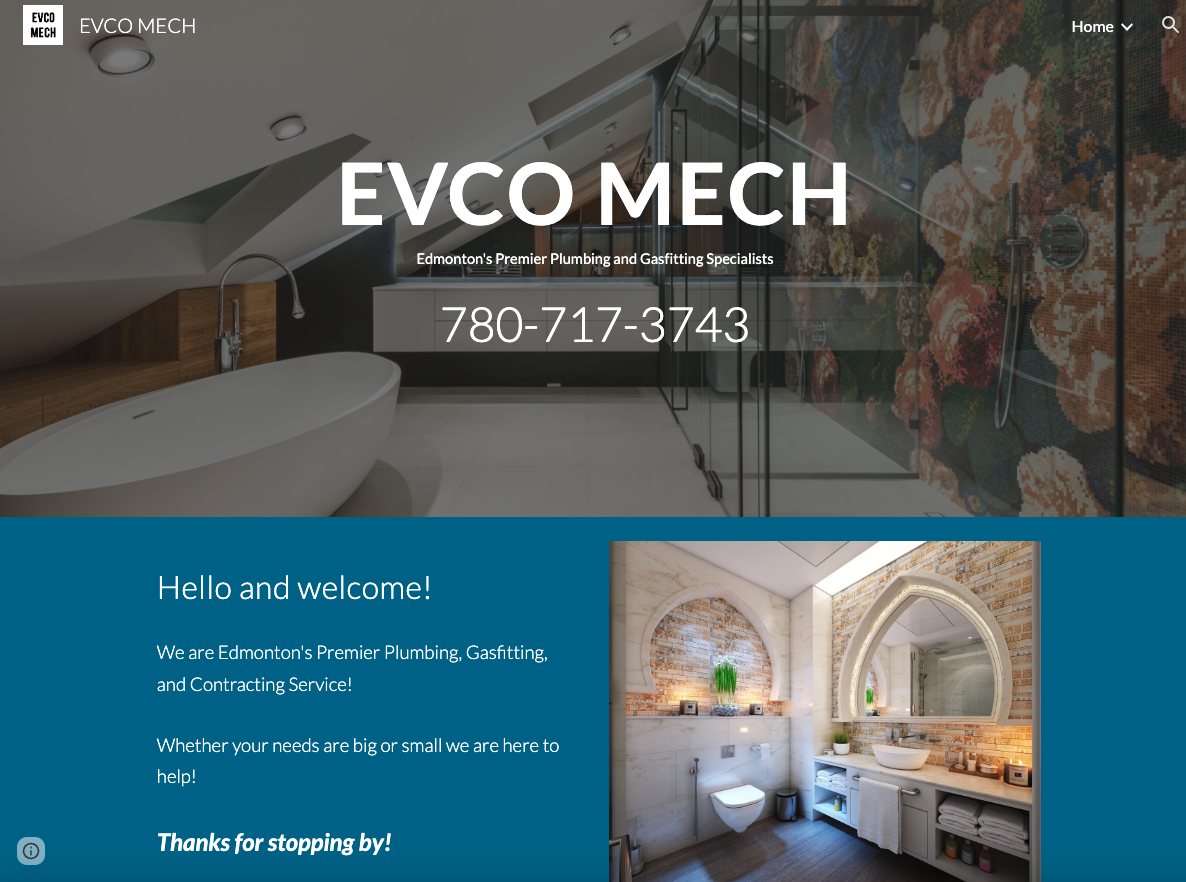 EVCO
MECH
EVCO MECH
Home
EVCO MECH
Edmonton's Premier Plumbing and Gasfitting Specialists
780-717-3743
Hello and welcome!
We are Edmonton's Premier Plumbing, Gasfitting,
and Contracting Service!
Whether your needs are big or small we are here to
help!
Thanks for stopping by!